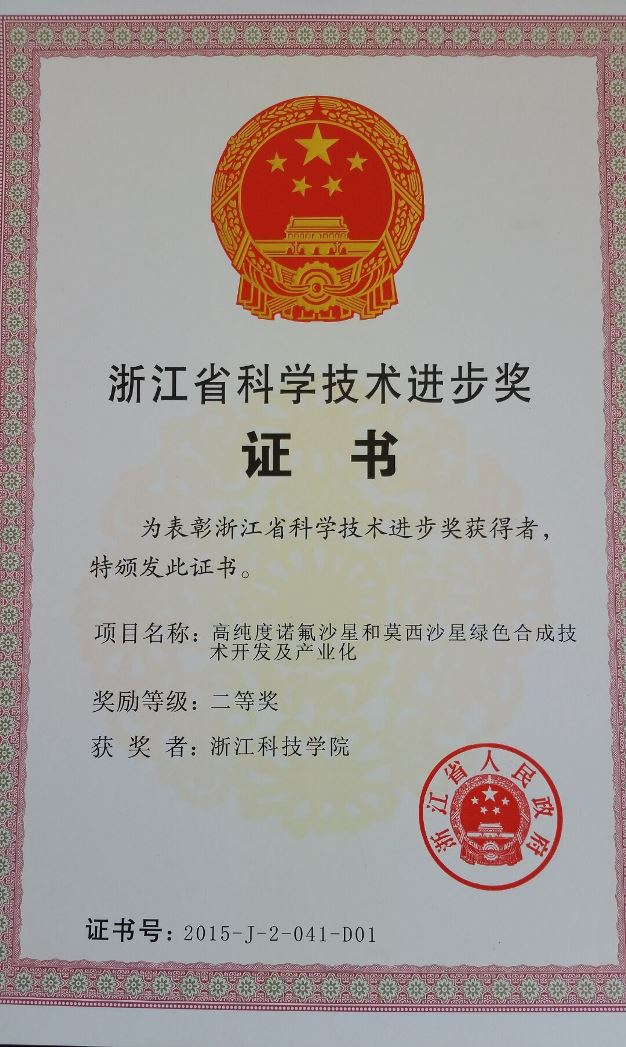 浙江省科学技术进步奖
证 书
为表彰浙江省科学技术进步奖获得者，
特颁发此证书。
项目名称：高纯度诺氟沙星和莫西沙星绿色合成技
术开发及产业化
奖励等级：二等奖
获 奖 者：浙江科技学院
浙江省人民政府
证书号：2015-J-2-041-D01